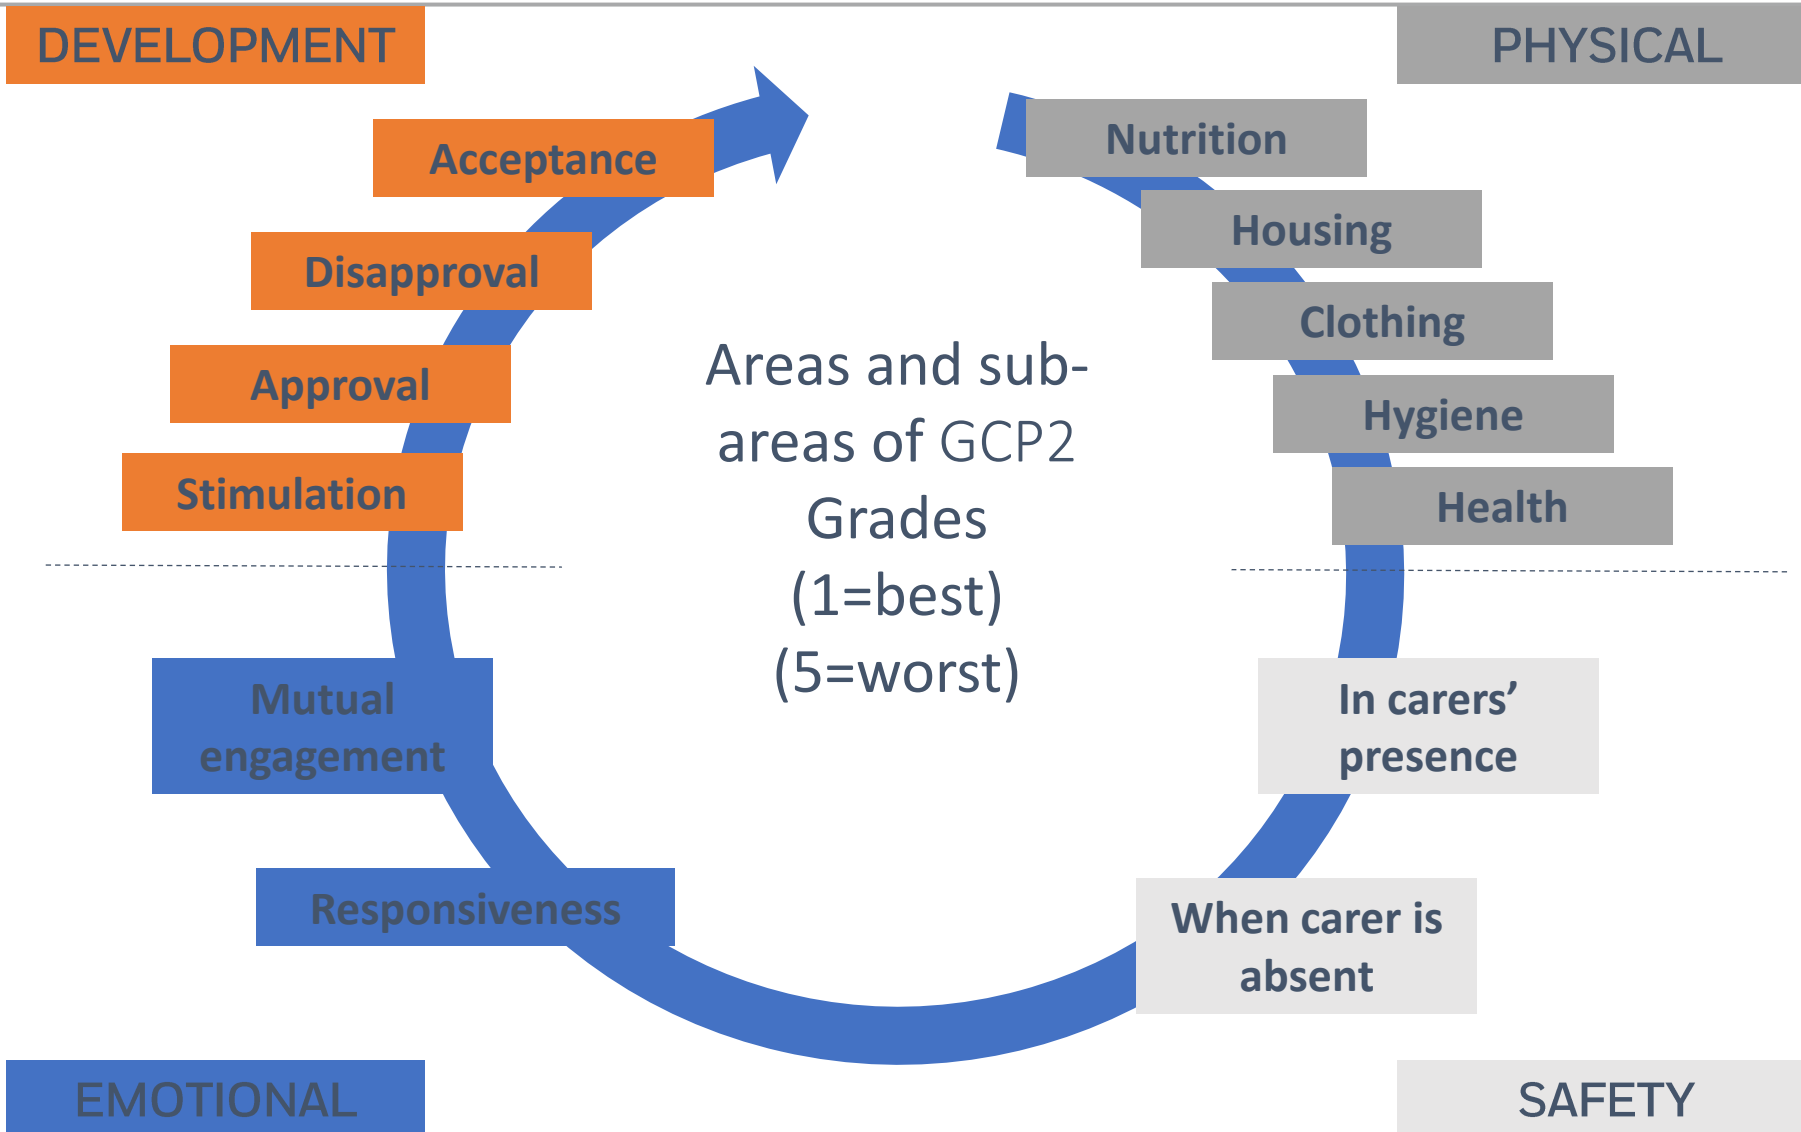 DEVELOPMENT
PHYSICAL
Acceptance
Disapproval
Approval
Stimulation
Nutrition
Housing
Clothing
Hygiene
Health
Areas and sub-
areas of GCP2
Grades
(1=best)
(5=worst)
Mutual
engagement
Responsiveness
In carers’
presence
When carer is
absent
EMOTIONAL
SAFETY